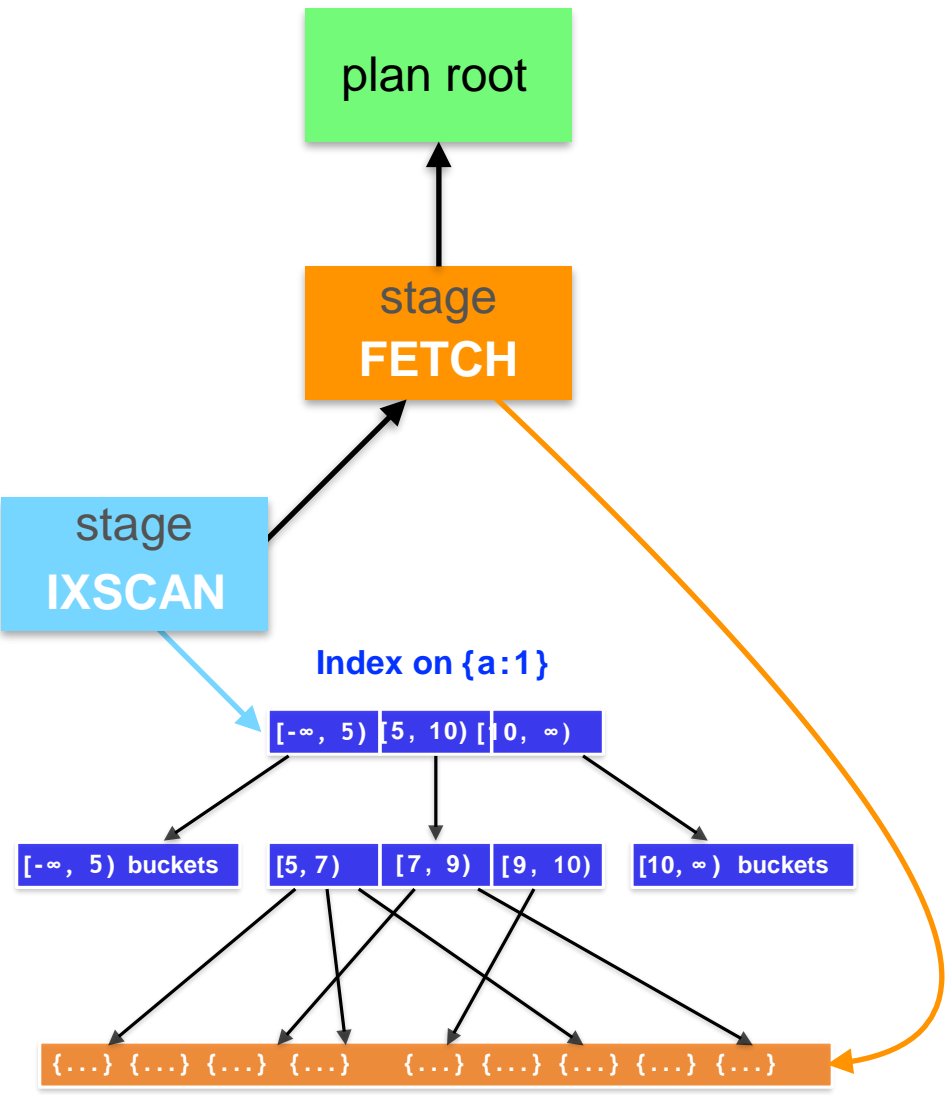 plan root
stage
FETCH
stage
IXSCAN
Index on {a:1}
[-∞, 5) [5, 10) [10, ∞)
[-∞, 5) buckets [5, 7) [7, 9) [9, 10) [10, ∞) buckets
{...} {...} {...} {...} {...} {...} {...} {...} {...}